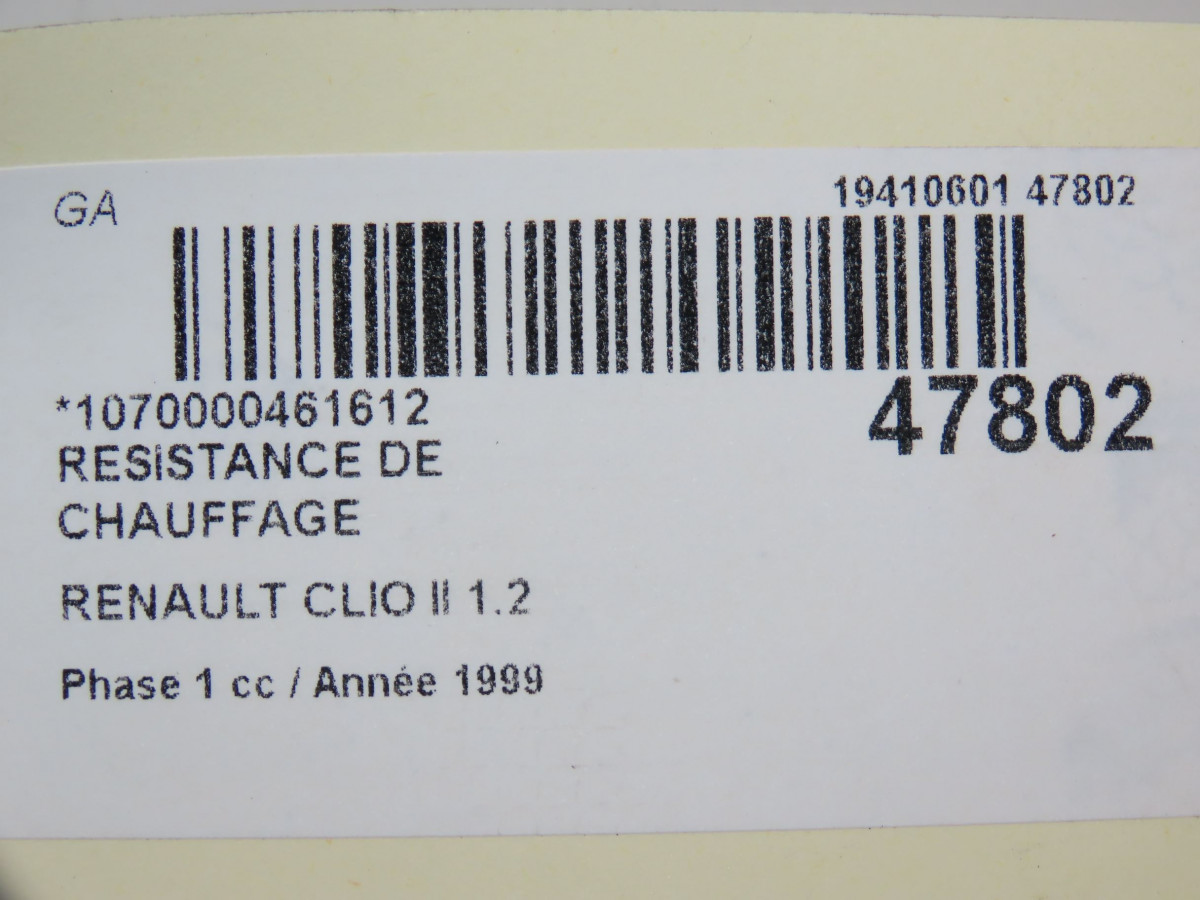 GA
19410601 47802
*1070000461612
47802
RESISTANCE DE
CHAUFFAGE
RENAULT CLIO II 1.2
Phase 1 cc / Année 1999